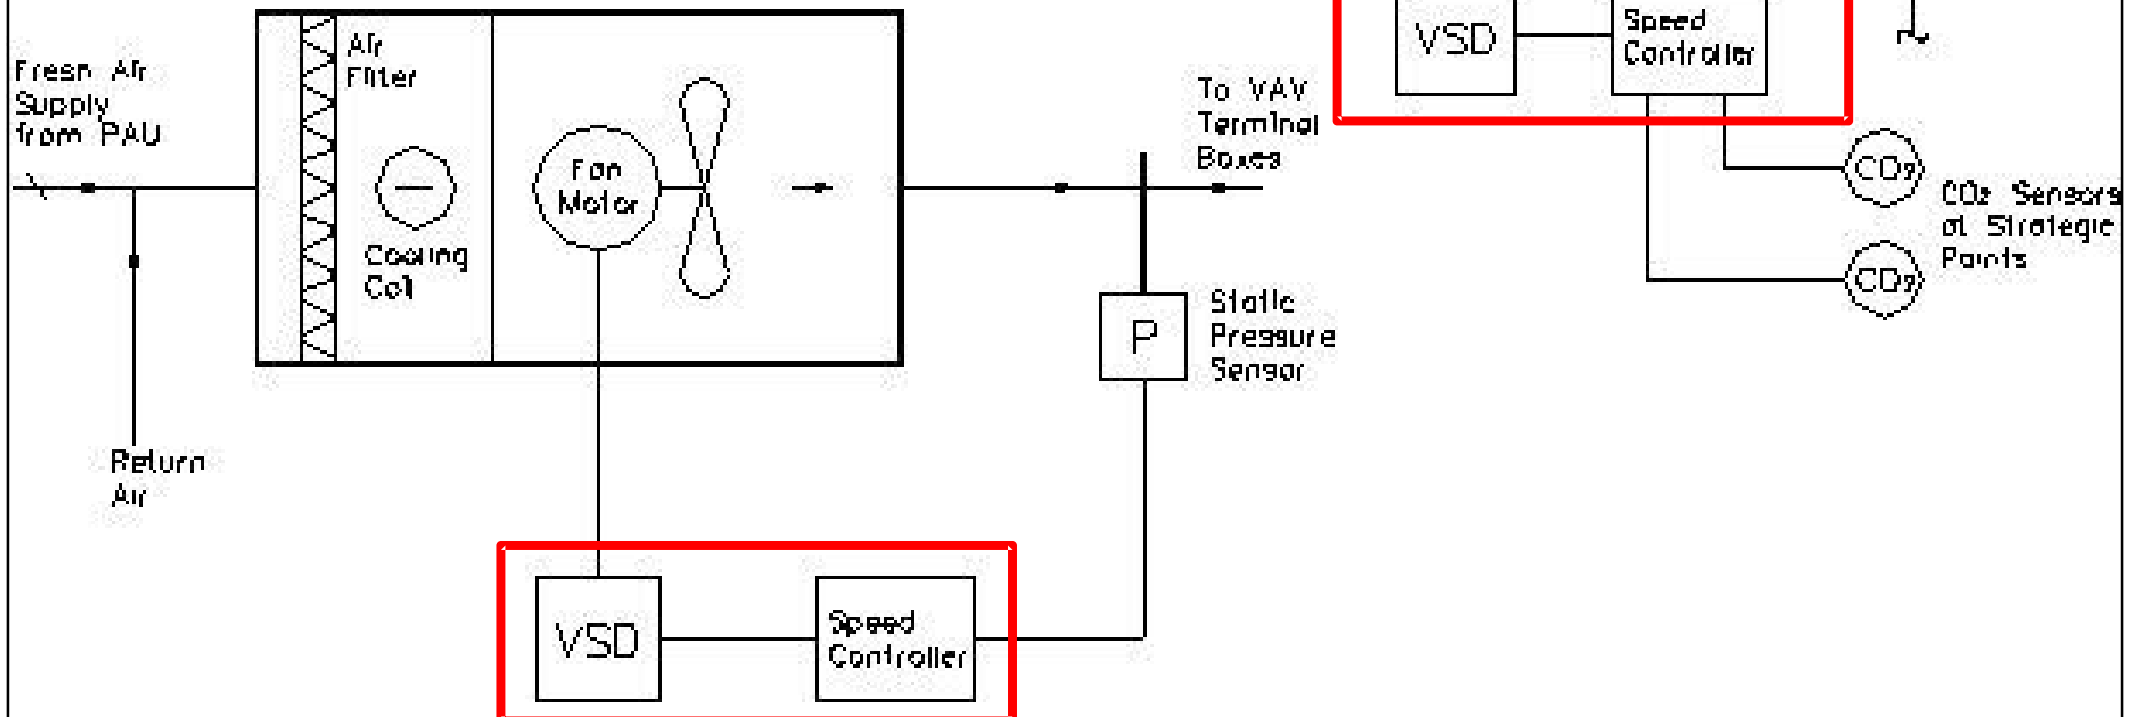 Fresh Air
Supply
from PAU
Air
Filter
Cooling
Coil
Fan
Motor
Return
Air
To VAV
Terminal
Boxes
Static
P
Pressure
Sensor
VSD
Speed
Controller
VSD
Speed
Controller
CO2
CO2
CO2 Sensors
at Strategic
Points